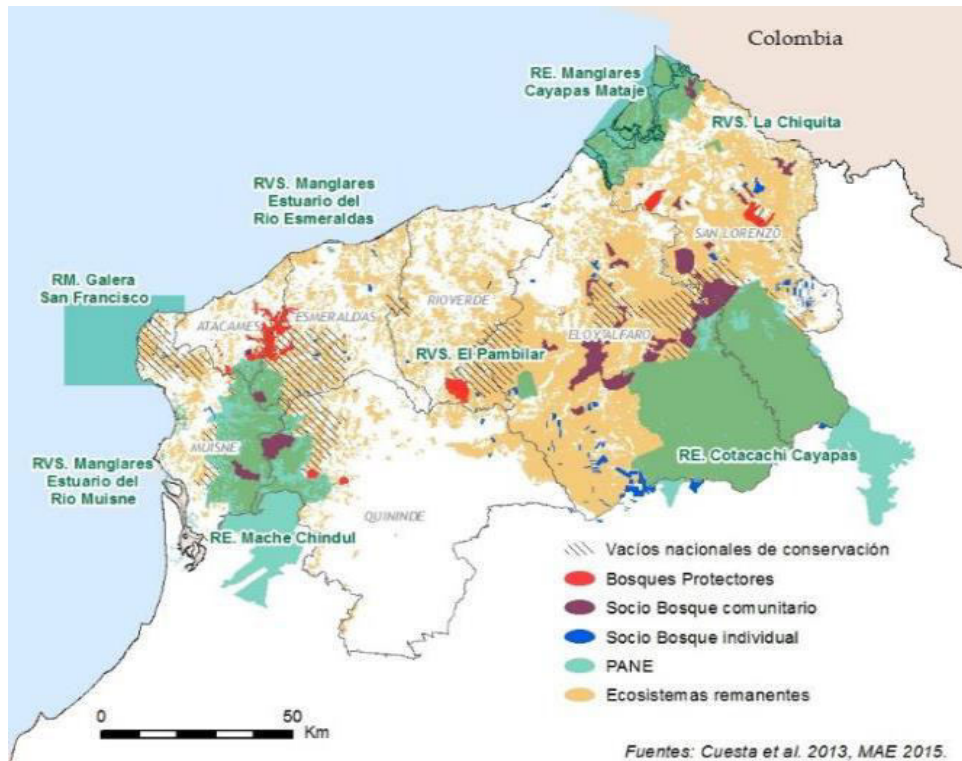 Colombia
RE. Manglares
Cayapas Mataje
RVS. La Chiquita
RVS. Manglares
Estuario del
Rio Esmeraldas
SAN LORENZO
RM. Galera
San Francisco
RIOVERDE
ATACAMES
ESMERALDAS
ELOY ALFARO
RVS. El Pambilar
MUISNE
RVS. Manglares
Estuario del
Rio Muisne
RE. Cotacachi Cayapas
QUININDE
RE. Mache Chindul
Vacíos nacionales de conservación
Bosques Protectores
Socio Bosque comunitario
Socio Bosque individual
PANE
Ecosistemas remanentes
0 50
Km
Fuentes: Cuesta et al. 2013, MAE 2015.